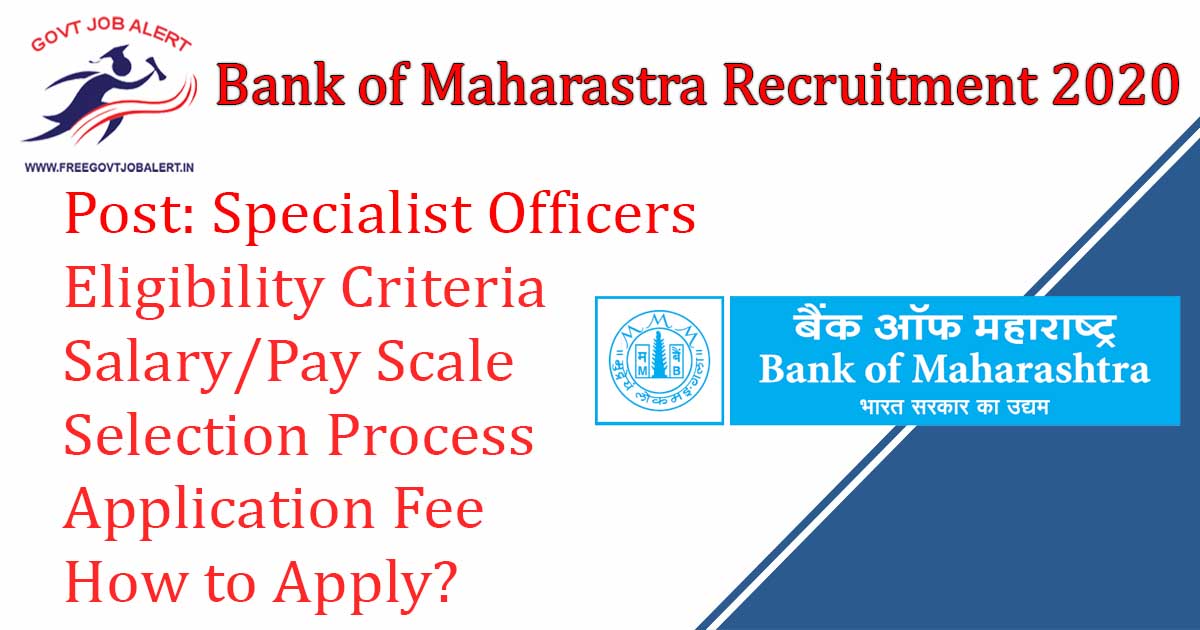 GOVT JOB ALERT
WWW.FREEGOVTJOBALERT.IN
Bank of Maharastra Recruitment 2020
Post: Specialist Officers
Eligibility Criteria
Salary/Pay Scale
Selection Process
Application Fee
How to Apply?
M M M M
म बैं
M B
बैंक ऑफ महाराष्ट्र
Bank of Maharashtra
भारत सरकार का उद्यम